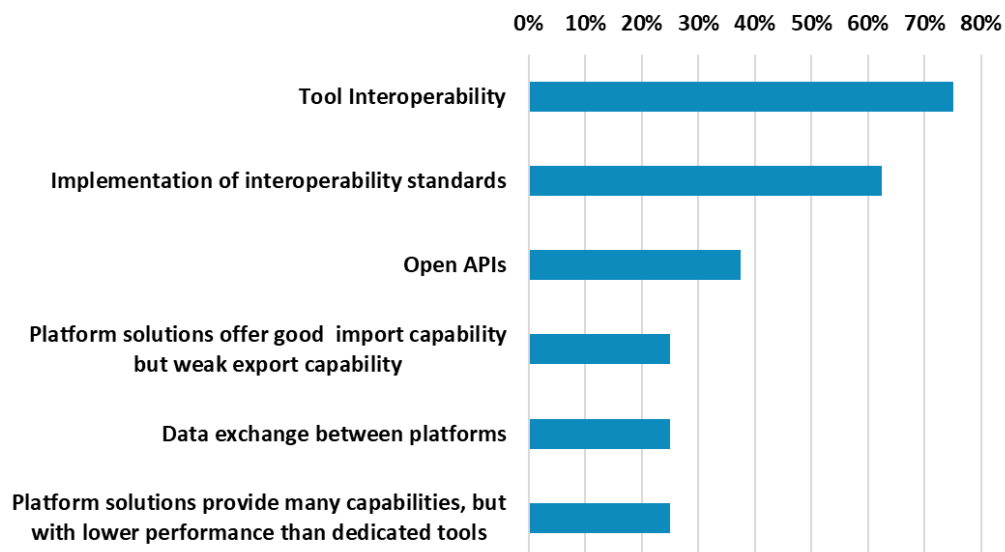 0% 10% 20% 30% 40% 50% 60% 70% 80%
Tool Interoperability
Implementation of interoperability standards
Open APIs
Platform solutions offer good import capability
but weak export capability
Data exchange between platforms
Platform solutions provide many capabilities, but
with lower performance than dedicated tools